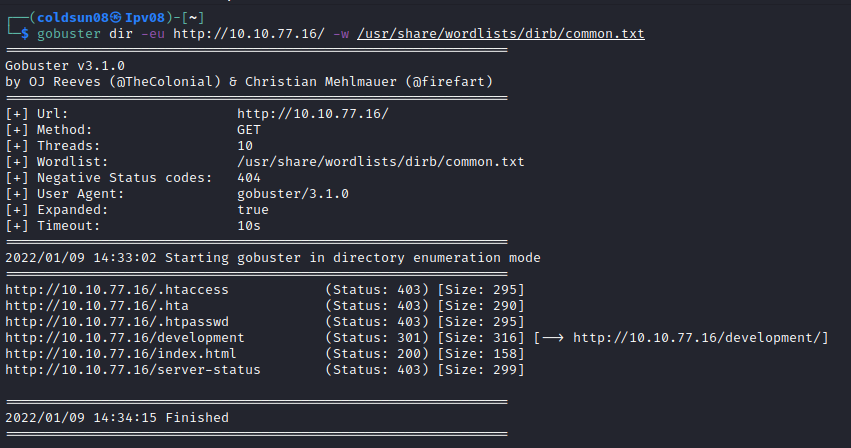 ┌──(coldsun08㉿Ipv08)-[~]
└─$ gobuster dir -eu http://10.10.77.16/ -w /usr/share/wordlists/dirb/common.txt
===============================================================
Gobuster v3.1.0
by OJ Reeves (@TheColonial) & Christian Mehlmauer (@firefart)
===============================================================
[+] Url:                     http://10.10.77.16/
[+] Method:                  GET
[+] Threads:                 10
[+] Wordlist:                /usr/share/wordlists/dirb/common.txt
[+] Negative Status codes:   404
[+] User Agent:              gobuster/3.1.0
[+] Expanded:                true
[+] Timeout:                 10s
===============================================================
2022/01/09 14:33:02 Starting gobuster in directory enumeration mode
===============================================================
http://10.10.77.16/.htaccess            (Status: 403) [Size: 295]
http://10.10.77.16/.hta                 (Status: 403) [Size: 290]
http://10.10.77.16/.htpasswd            (Status: 403) [Size: 295]
http://10.10.77.16/development          (Status: 301) [Size: 316] [--> http://10.10.77.16/development/]
http://10.10.77.16/index.html           (Status: 200) [Size: 158]
http://10.10.77.16/server-status        (Status: 403) [Size: 299]
===============================================================
2022/01/09 14:34:15 Finished
===============================================================